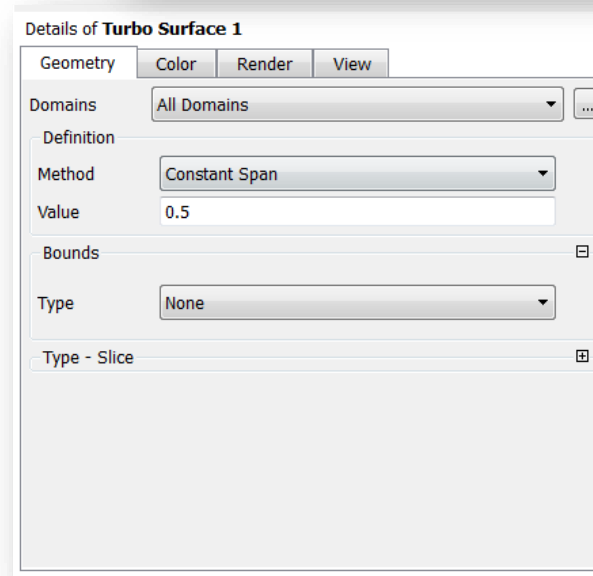 Details of Turbo Surface 1
Geometry Color Render View
Domains All Domains ...
Definition
Method Constant Span
Value 0.5
Bounds
Type None
Type - Slice